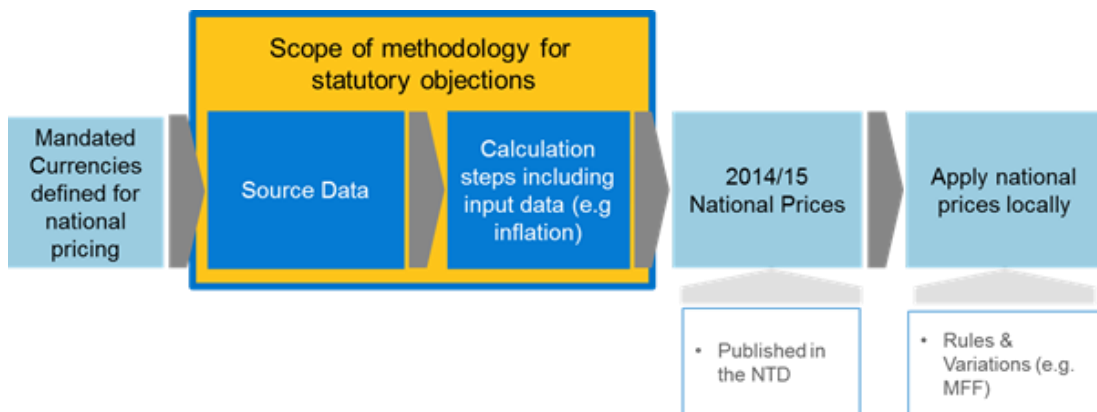 Scope of methodology for
statutory objections
Mandated
Currencies
defined for
national
pricing
Source Data
Calculation
steps including
input data (e.g
inflation)
2014/15
National Prices
Apply national
prices locally
• Published in
the NTD
• Rules &
Variations (e.g.
MFF)